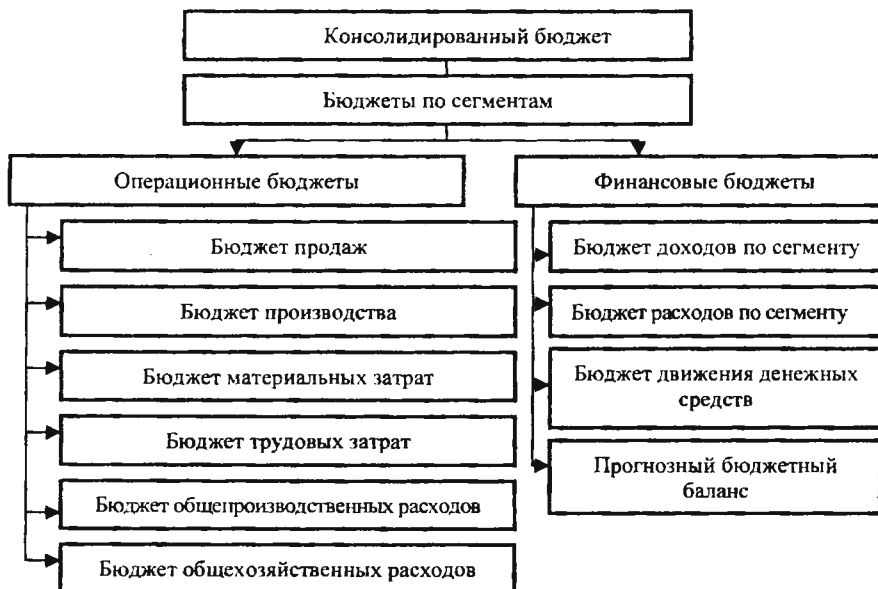 Консолидированный бюджет
Бюджеты по сегментам
Операционные бюджеты
Финансовые бюджеты
Бюджет продаж
Бюджет производства
Бюджет материальных затрат
Бюджет трудовых затрат
Бюджет общепроизводственных расходов
Бюджет общехозяйственных расходов
Бюджет доходов по сегменту
Бюджет расходов по сегменту
Бюджет движения денежных
средств
Прогнозный бюджетный
баланс